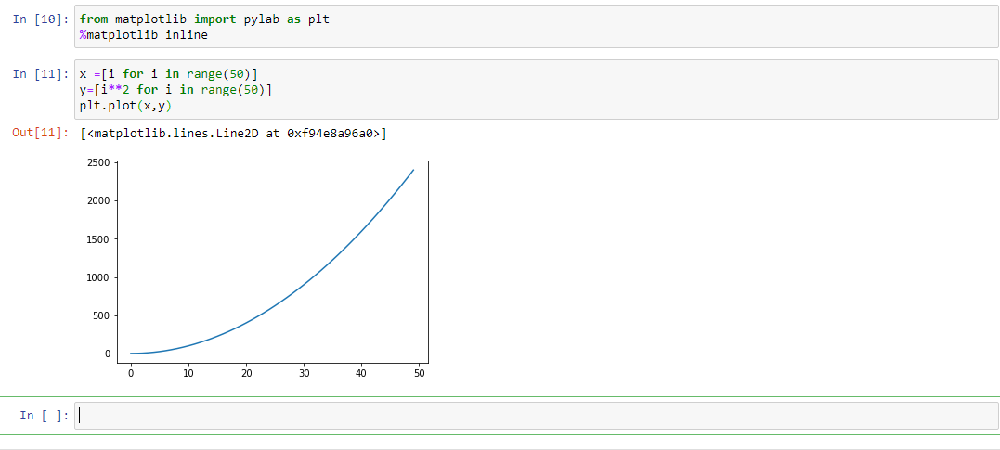 In [10]: from matplotlib import pylab as plt
%matplotlib inline
In [11]: x =[i for i in range(50)]
y=[i**2 for i in range(50)]
plt.plot(x,y)
Out[11]: [<matplotlib.lines.Line2D at 0xf94e8a96a0>]
2500
2000
1500
1000
500
0
0 10 20 30 40 50
In [ ]: